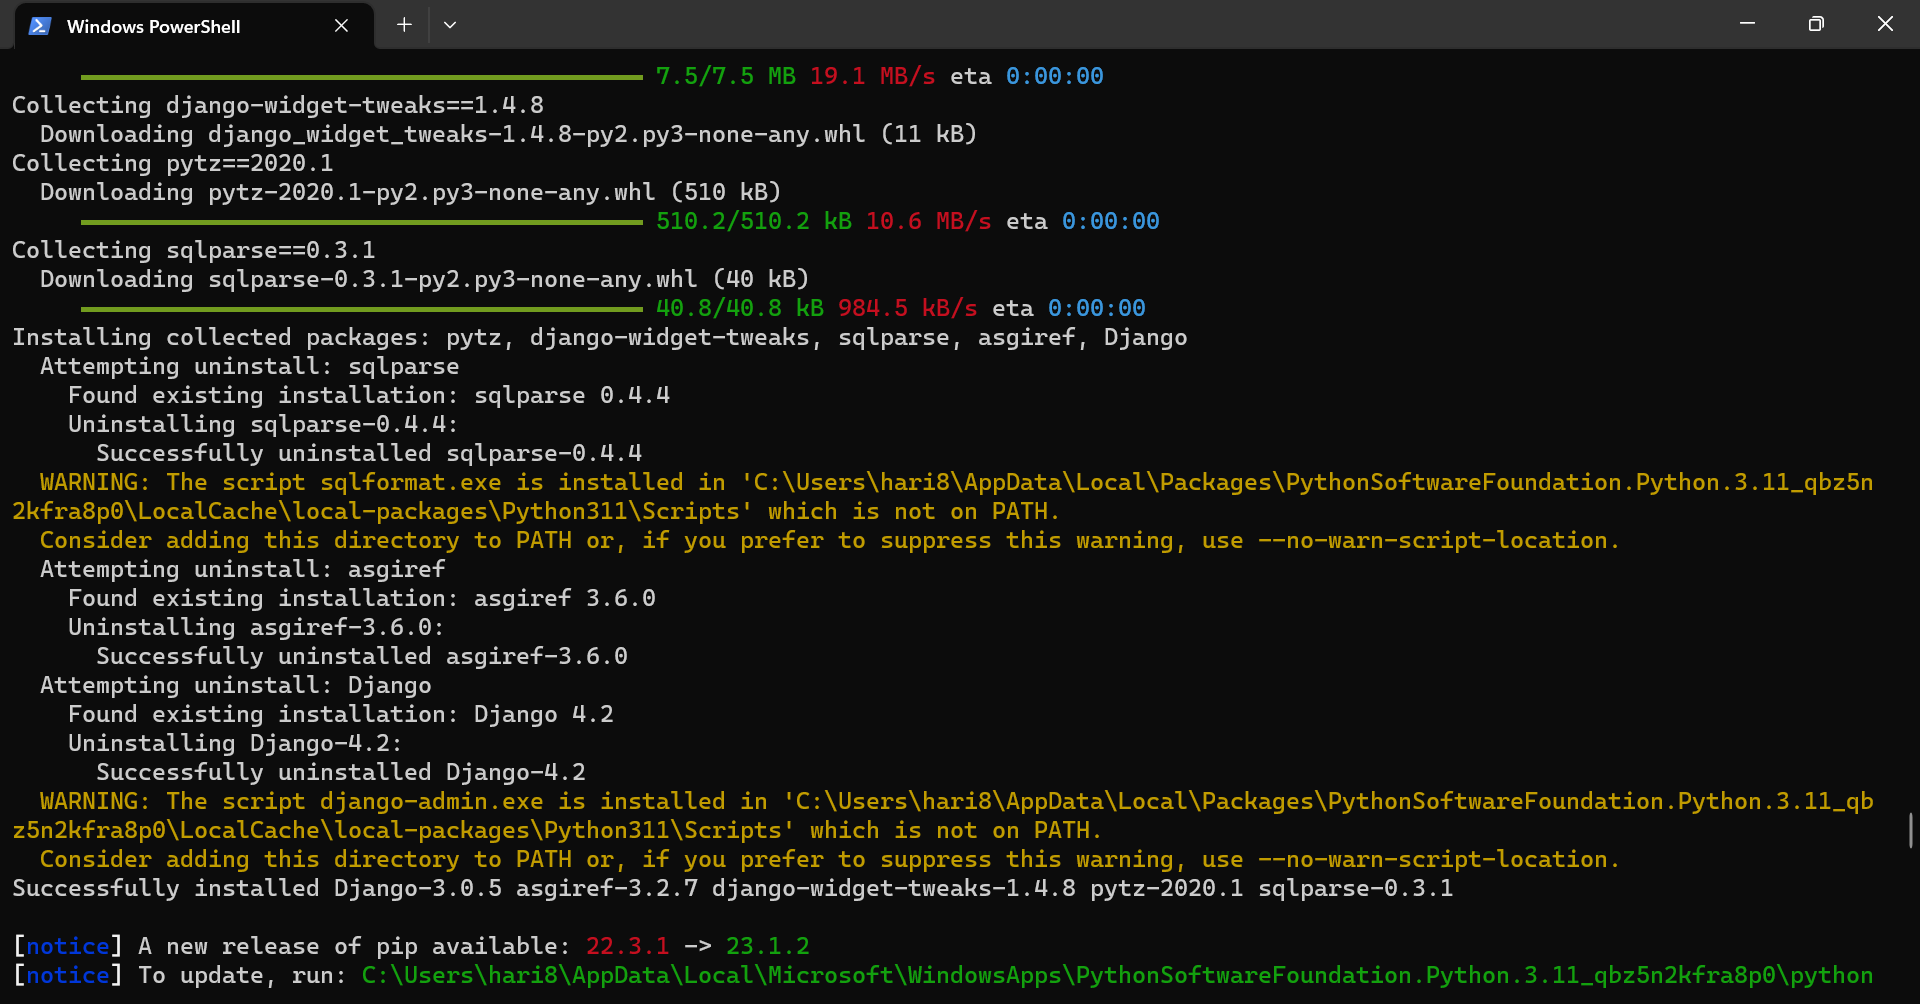 Windows PowerShell
7.5/7.5 MB 19.1 MB/s eta 0:00:00
Collecting django-widget-tweaks==1.4.8
  Downloading django_widget_tweaks-1.4.8-py2.py3-none-any.whl (11 kB)
Collecting pytz==2020.1
  Downloading pytz-2020.1-py2.py3-none-any.whl (510 kB)
510.2/510.2 kB 10.6 MB/s eta 0:00:00
Collecting sqlparse==0.3.1
  Downloading sqlparse-0.3.1-py2.py3-none-any.whl (40 kB)
40.8/40.8 kB 984.5 kB/s eta 0:00:00
Installing collected packages: pytz, django-widget-tweaks, sqlparse, asgiref, Django
  Attempting uninstall: sqlparse
    Found existing installation: sqlparse 0.4.4
    Uninstalling sqlparse-0.4.4:
      Successfully uninstalled sqlparse-0.4.4
  WARNING: The script sqlformat.exe is installed in 'C:\Users\hari8\AppData\Local\Packages\PythonSoftwareFoundation.Python.3.11_qbz5n
2kfra8p0\LocalCache\local-packages\Python311\Scripts' which is not on PATH.
  Consider adding this directory to PATH or, if you prefer to suppress this warning, use --no-warn-script-location.
  Attempting uninstall: asgiref
    Found existing installation: asgiref 3.6.0
    Uninstalling asgiref-3.6.0:
      Successfully uninstalled asgiref-3.6.0
  Attempting uninstall: Django
    Found existing installation: Django 4.2
    Uninstalling Django-4.2:
      Successfully uninstalled Django-4.2
  WARNING: The script django-admin.exe is installed in 'C:\Users\hari8\AppData\Local\Packages\PythonSoftwareFoundation.Python.3.11_qb
z5n2kfra8p0\LocalCache\local-packages\Python311\Scripts' which is not on PATH.
  Consider adding this directory to PATH or, if you prefer to suppress this warning, use --no-warn-script-location.
Successfully installed Django-3.0.5 asgiref-3.2.7 django-widget-tweaks-1.4.8 pytz-2020.1 sqlparse-0.3.1
[notice] A new release of pip available: 22.3.1 -> 23.1.2
[notice] To update, run: C:\Users\hari8\AppData\Local\Microsoft\WindowsApps\PythonSoftwareFoundation.Python.3.11_qbz5n2kfra8p0\python